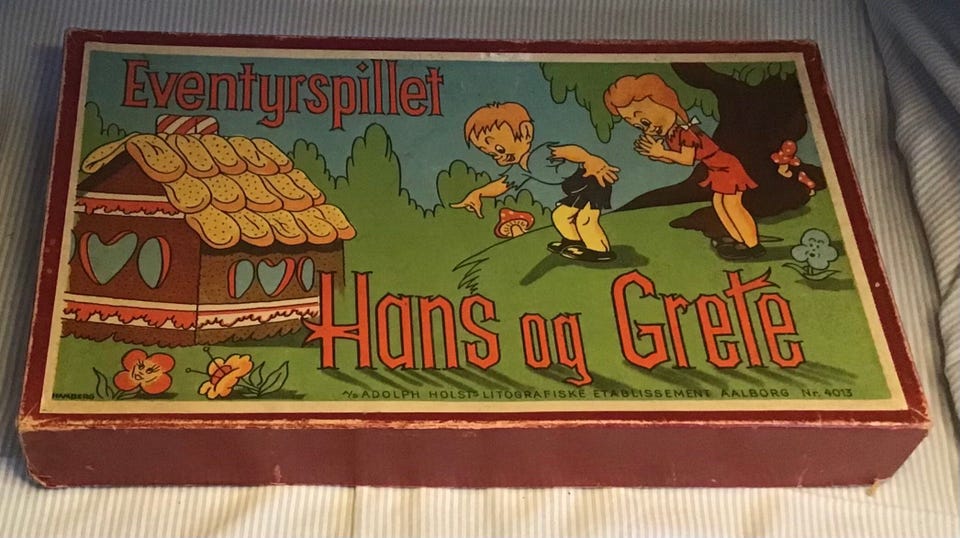 Eventyrspillet
Hans og Grete
HAMBERG
A/S ADOLPH HOLST LITOGRAFISKE ETABLISSEMENT AALBORG Nr. 4013